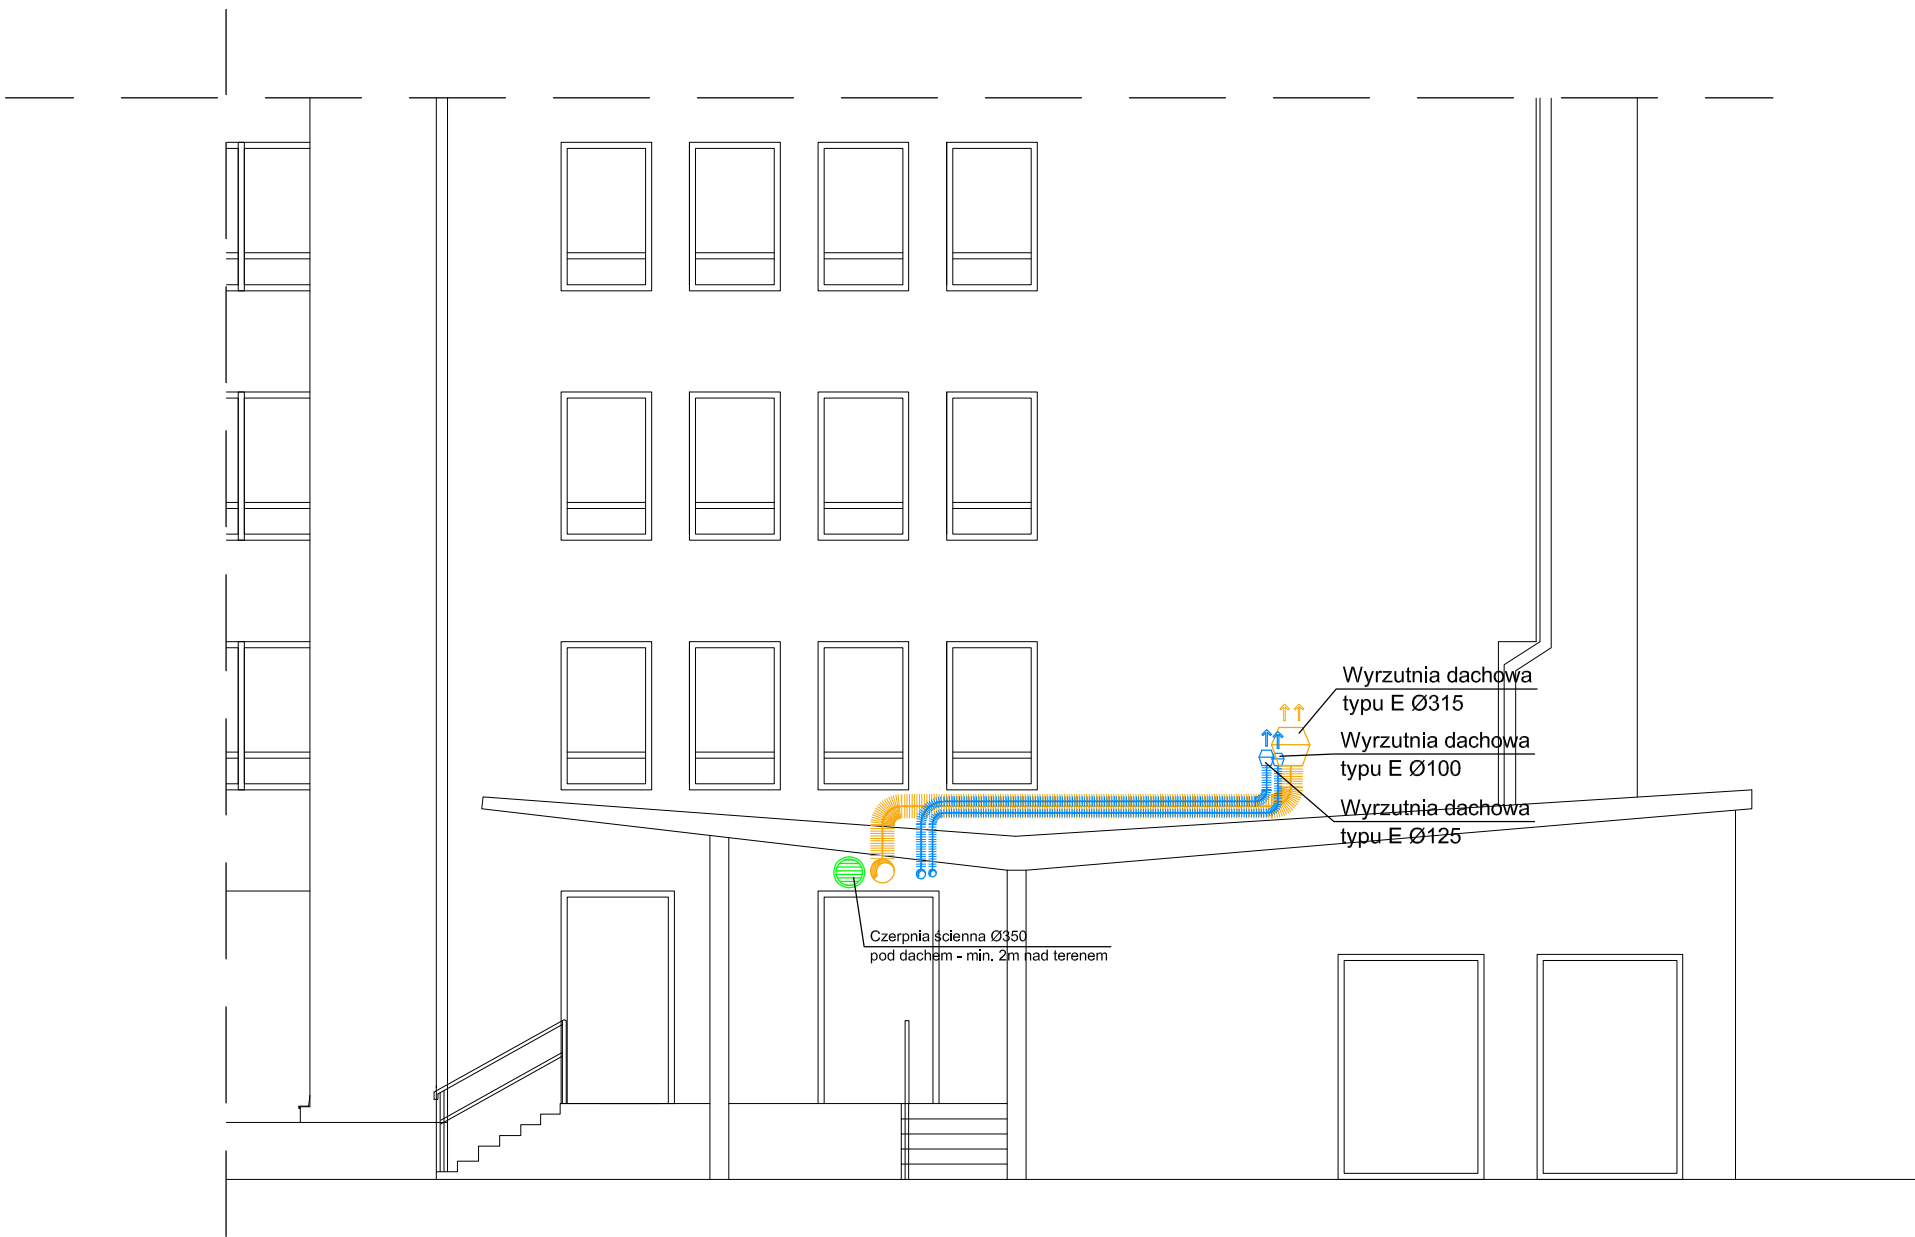 Wyrzutnia dachowa
typu E Ø315
Wyrzutnia dachowa
typu E Ø100
Wyrzutnia dachowa
typu E Ø125
Czerpnia ścienna Ø350
pod dachem - min. 2m nad terenem